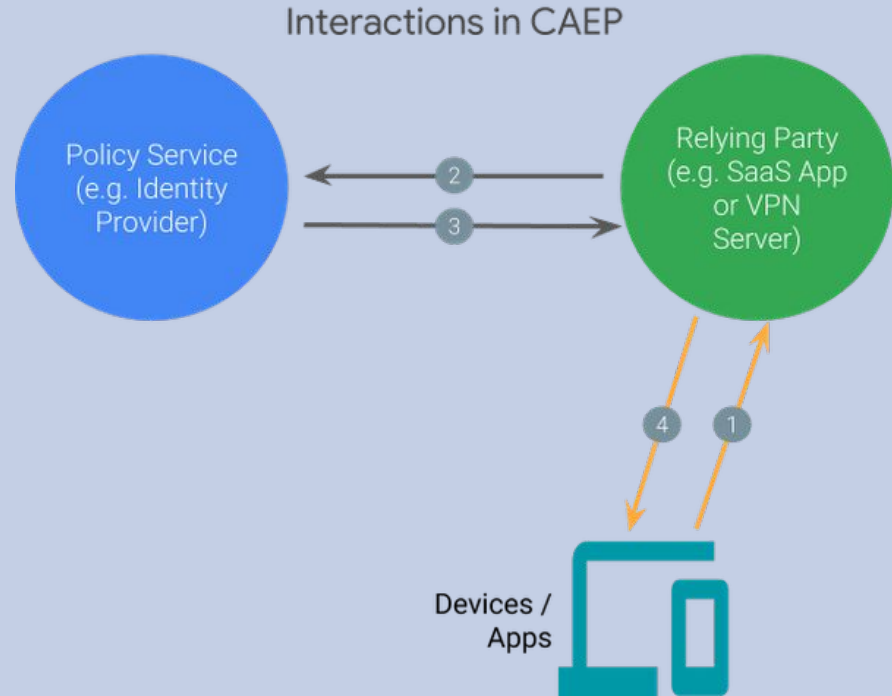 Interactions in CAEP
Policy Service
(e.g. Identity
Provider)
Relying Party
(e.g. SaaS App
or VPN
Server)
2
3
4
1
Devices /
Apps